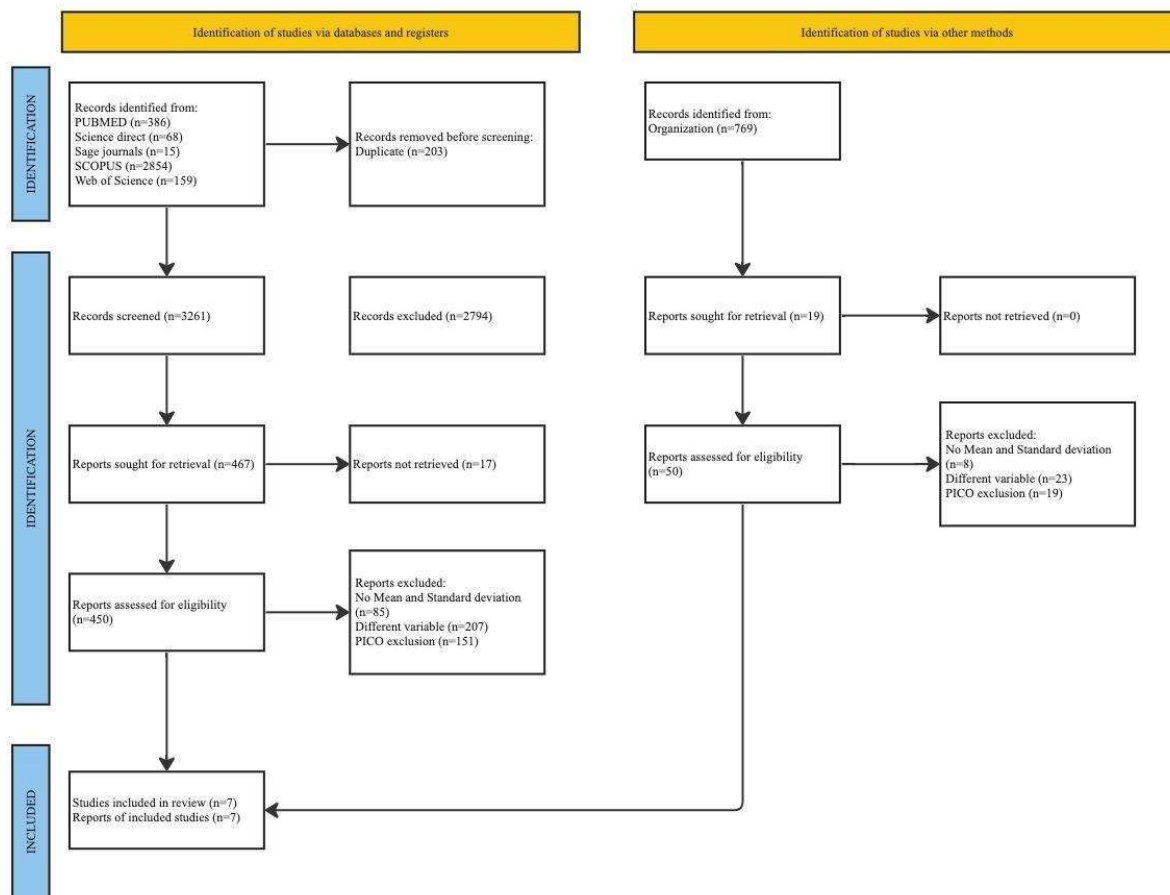 Identification of studies via databases and registers
Identification of studies via other methods
IDENTIFICATION
Records identified from:
PUBMED (n=386)
Science direct (n=68)
Sage journals (n=15)
SCOPUS (n=2854)
Web of Science (n=159)
Records removed before screening:
Duplicate (n=203)
Records identified from:
Organization (n=769)
IDENTIFICATION
Records screened (n=3261)
Records excluded (n=2794)
Reports sought for retrieval (n=19)
Reports not retrieved (n=0)
Reports sought for retrieval (n=467)
Reports not retrieved (n=17)
Reports assessed for eligibility
(n=50)
Reports excluded:
No Mean and Standard deviation
(n=8)
Different variable (n=23)
PICO exclusion (n=19)
Reports assessed for eligibility
(n=450)
Reports excluded:
No Mean and Standard deviation
(n=85)
Different variable (n=207)
PICO exclusion (n=151)
INCLUDED
Studies included in review (n=7)
Reports of included studies (n=7)